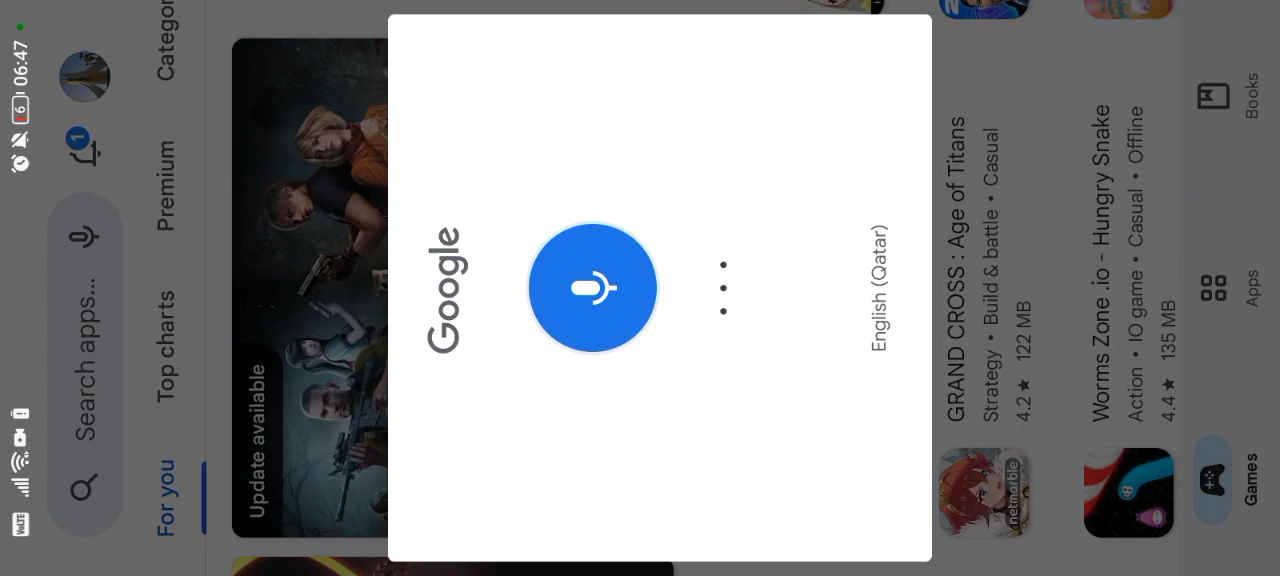 VoLTE 6 06:47
Search apps... 1
For you Top charts Premium Categor
Update available
Google
English (Qatar)
GRAND CROSS : Age of Titans
Strategy • Build & battle • Casual
4.2 ★ 122 MB
netmarble
Worms Zone .io - Hungry Snake
Action • IO game • Casual • Offline
4.4 ★ 135 MB
Games Apps Books